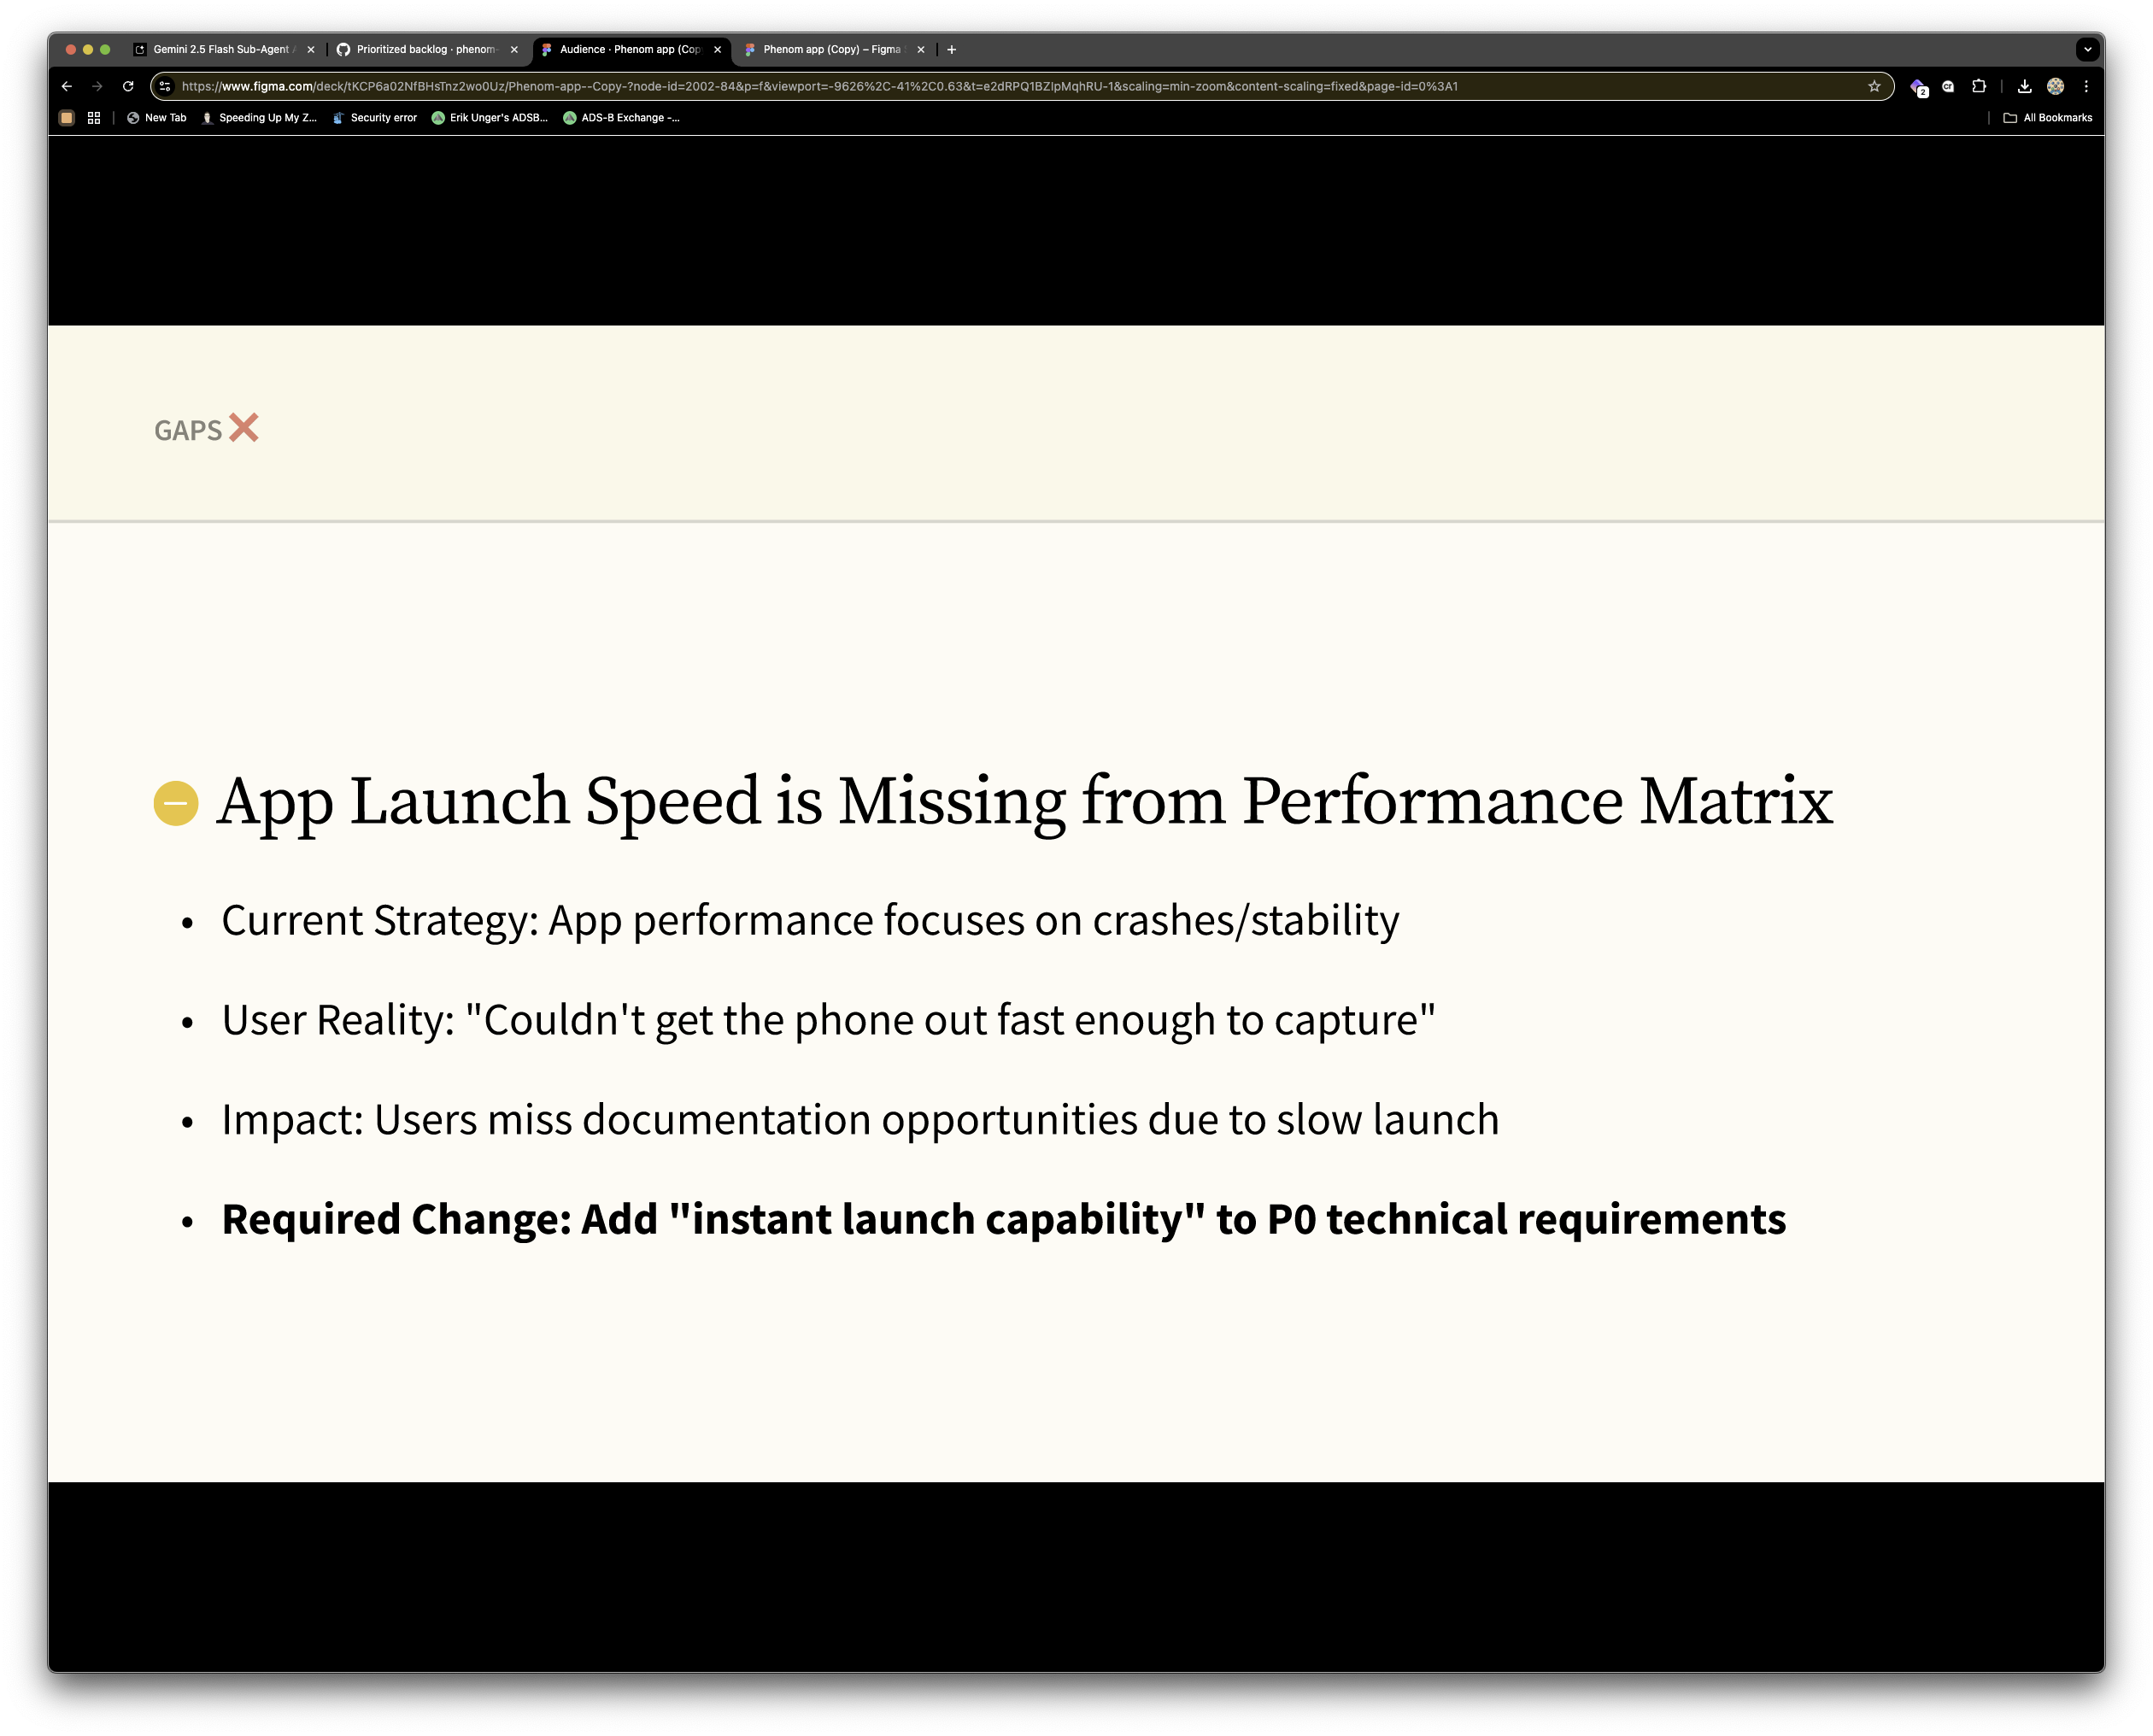 Gemini 2.5 Flash Sub-Agent
Prioritized backlog · phenom-
Audience · Phenom app (Cop
Phenom app (Copy) – Figma
https://www.figma.com/deck/tKCP6a02NfBHsTnz2wo0Uz/Phenom-app--Copy-?node-id=2002-84&p=f&viewport=-9626%2C-41%2C0.63&t=e2dRPQ1BZIpMqhRU-1&scaling=min-zoom&content-scaling=fixed&page-id=0%3A1
2
New Tab
Speeding Up My Z...
Security error
Erik Unger's ADSB...
ADS-B Exchange -...
All Bookmarks
GAPS
App Launch Speed is Missing from Performance Matrix
• Current Strategy: App performance focuses on crashes/stability
• User Reality: "Couldn't get the phone out fast enough to capture"
• Impact: Users miss documentation opportunities due to slow launch
• Required Change: Add "instant launch capability" to P0 technical requirements